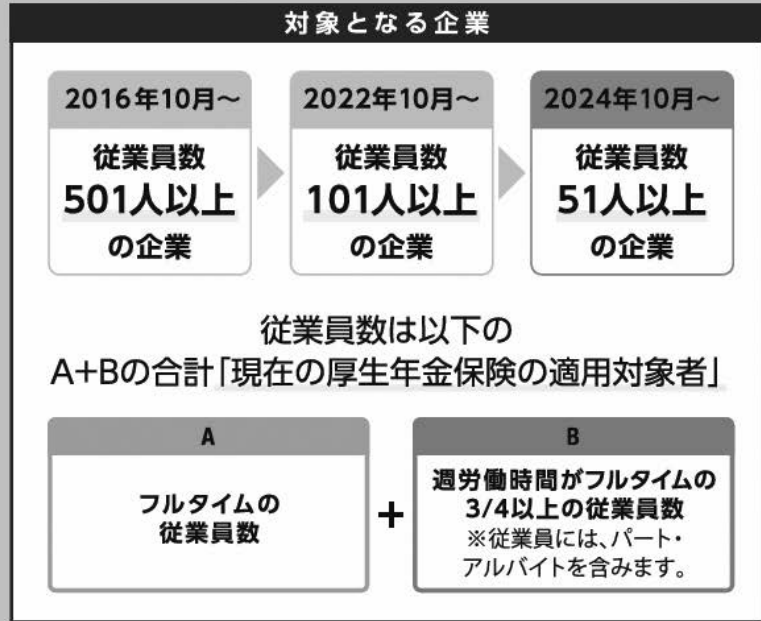 対象となる企業
2016年10月～
従業員数
501人以上
の企業
2022年10月～
従業員数
101人以上
の企業
2024年10月～
従業員数
51人以上
の企業
従業員数は以下の
A+Bの合計「現在の厚生年金保険の適用対象者」
A
フルタイムの
従業員数
+
B
週労働時間がフルタイムの
3/4以上の従業員数
※従業員には、パート・
アルバイトを含みます。